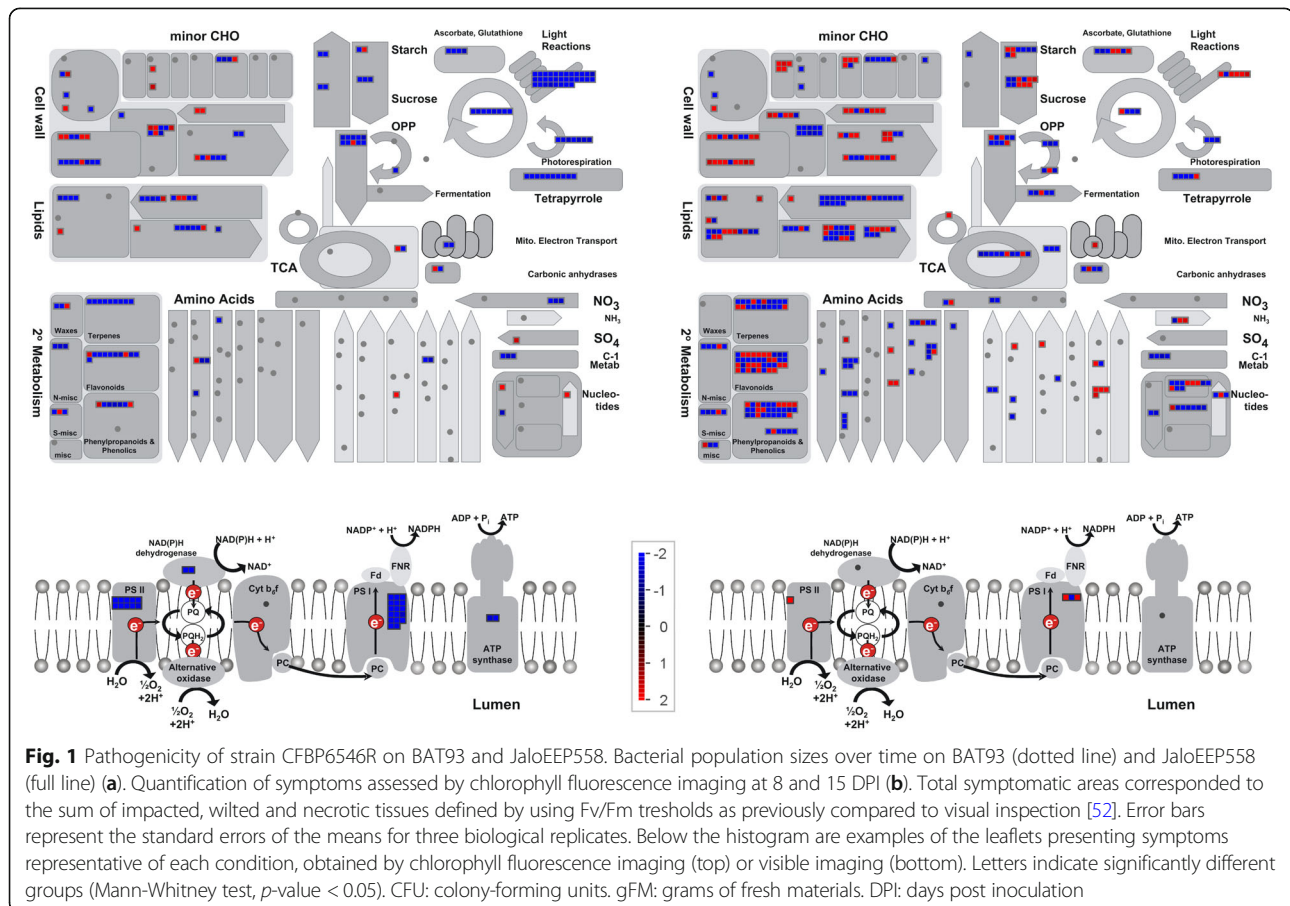 minor CHO
Cell wall
Lipids
2° Metabolism
Starch
Sucrose
OPP
Ascorbate, Glutathione
Light
Reactions
Photorespiration
Tetrapyrrole
Fermentation
Mito. Electron Transport
TCA
Carbonic anhydrases
Amino Acids
Waxes
Terpenes
N-misc
Flavonoids
S-misc
misc
Phenylpropanoids &
Phenolics
NO3
NH3
SO4
C-1
Metab
Nucleo-
tides
minor CHO
Cell wall
Lipids
2° Metabolism
Starch
Sucrose
OPP
Ascorbate, Glutathione
Light
Reactions
Photorespiration
Tetrapyrrole
Fermentation
Mito. Electron Transport
TCA
Carbonic anhydrases
Amino Acids
Waxes
Terpenes
N-misc
Flavonoids
S-misc
misc
Phenylpropanoids &
Phenolics
NO3
NH3
SO4
C-1
Metab
Nucleo-
tides
NAD(P)H
dehydrogenase
NAD(P)H + H+
NAD+
PS II
e-
PQ
e-
PQH2
e-
Alternative
oxidase
H2O
½O2
+2H+
½O2
+2H+
H2O
Cyt b6f
e-
PC
NADP+ + H+
NADPH
FNR
Fd
PS I
e-
PC
ADP + Pi
ATP
ATP
synthase
Lumen
-2
-1
0
1
2
NAD(P)H
dehydrogenase
NAD(P)H + H+
NAD+
PS II
e-
PQ
e-
PQH2
e-
Alternative
oxidase
H2O
½O2
+2H+
½O2
+2H+
H2O
Cyt b6f
e-
PC
NADP+ + H+
NADPH
FNR
Fd
PS I
e-
PC
ADP + Pi
ATP
ATP
synthase
Lumen
Fig. 1 Pathogenicity of strain CFBP6546R on BAT93 and JaloEEP558. Bacterial population sizes over time on BAT93 (dotted line) and JaloEEP558
(full line) (a). Quantification of symptoms assessed by chlorophyll fluorescence imaging at 8 and 15 DPI (b). Total symptomatic areas corresponded to
the sum of impacted, wilted and necrotic tissues defined by using Fv/Fm tresholds as previously compared to visual inspection [52]. Error bars
represent the standard errors of the means for three biological replicates. Below the histogram are examples of the leaflets presenting symptoms
representative of each condition, obtained by chlorophyll fluorescence imaging (top) or visible imaging (bottom). Letters indicate significantly different
groups (Mann-Whitney test, p-value < 0.05). CFU: colony-forming units. gFM: grams of fresh materials. DPI: days post inoculation